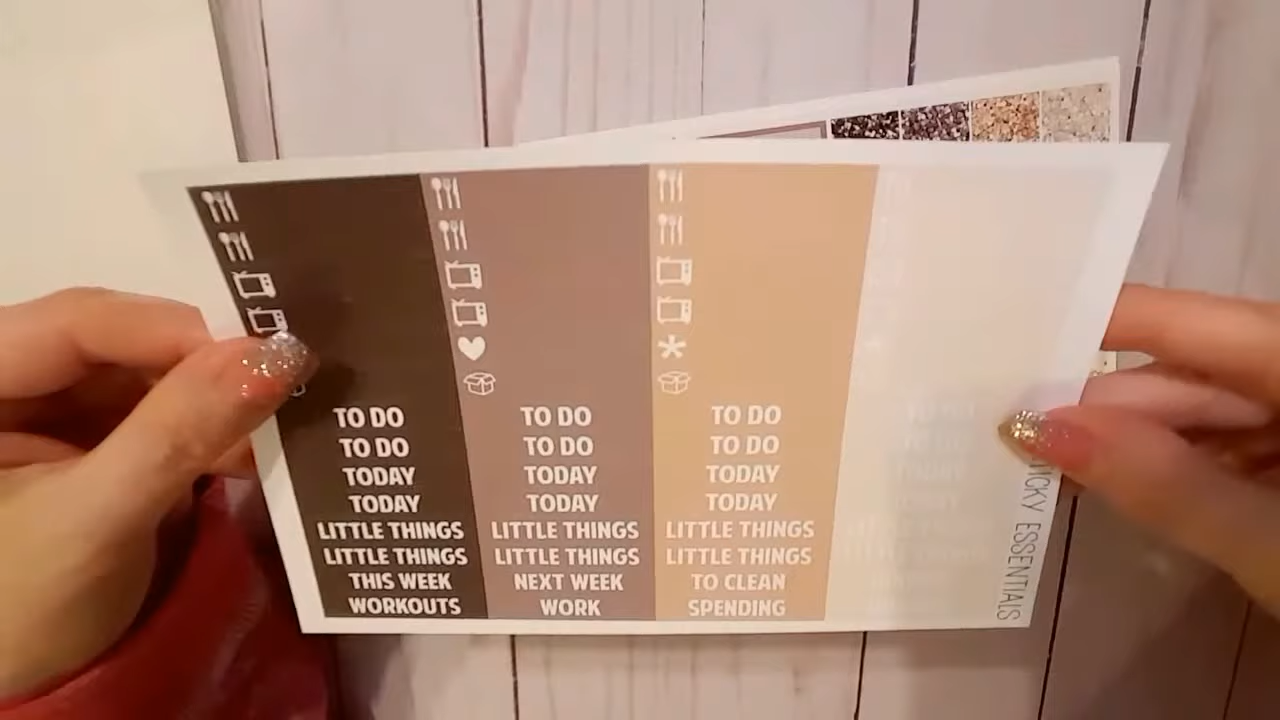 TO DO
TO DO
TODAY
TODAY
LITTLE THINGS
LITTLE THINGS
THIS WEEK
WORKOUTS
TO DO
TO DO
TODAY
TODAY
LITTLE THINGS
LITTLE THINGS
NEXT WEEK
WORK
TO DO
TO DO
TODAY
TODAY
LITTLE THINGS
LITTLE THINGS
TO CLEAN
SPENDING
ESSENTIALS